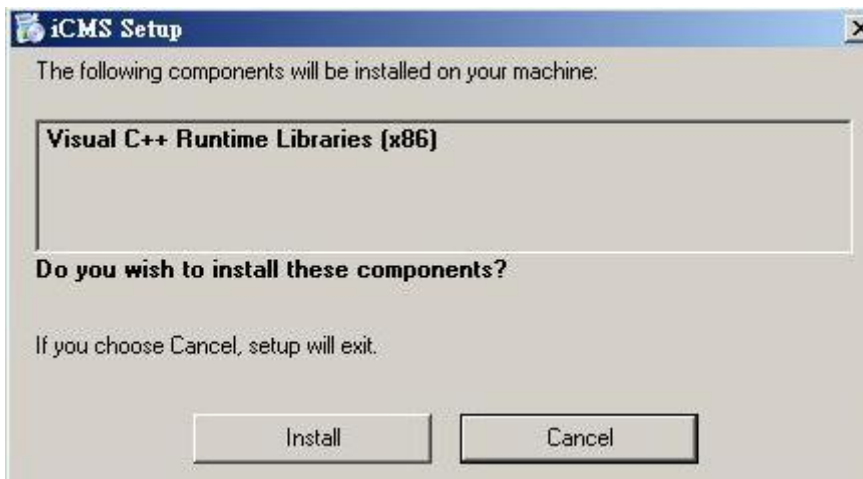 iCMS Setup
The following components will be installed on your machine:
Visual C++ Runtime Libraries (x86)
Do you wish to install these components?
If you choose Cancel, setup will exit.
Install
Cancel